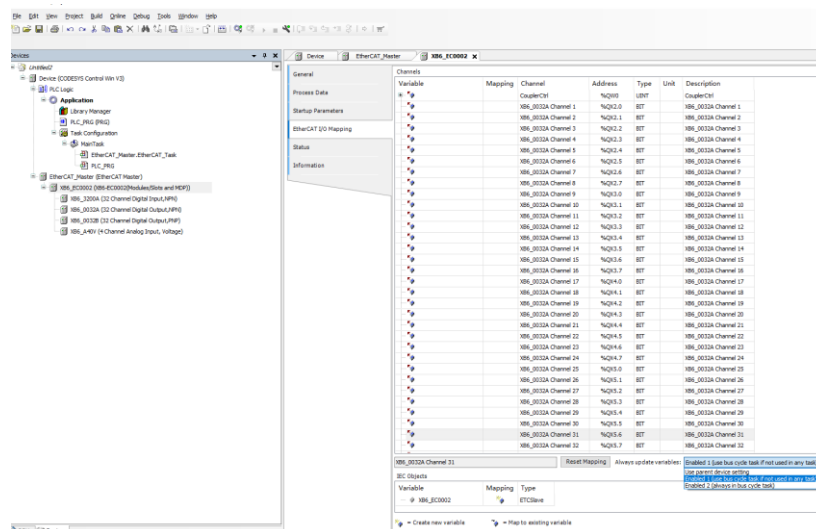 File Edit View Project Build Online Debug Tools Window Help
Devices
Untitled2
Device (CODESYS Control Win V3)
PLC Logic
Application
Library Manager
PLC_PRG (PRG)
Task Configuration
MainTask
EtherCAT_Master.EtherCAT_Task
PLC_PRG
EtherCAT_Master (EtherCAT Master)
XB6_EC0002 (XB6-EC0002(Modules/Slots and MDP))
XB6_3200A (32 Channel Digital Input,NPN)
XB6_0032A (32 Channel Digital Output,NPN)
XB6_0032B (32 Channel Digital Output,PNP)
XB6_A40V (4 Channel Analog Input, Voltage)
Device EtherCAT_Master XB6_EC0002
General
Process Data
Startup Parameters
EtherCAT I/O Mapping
Status
Information
Channels
Variable Mapping Channel Address Type Unit Description
CouplerCtrl %QW0 UINT CouplerCtrl
XB6_0032A Channel 1 %QX2.0 BIT XB6_0032A Channel 1
XB6_0032A Channel 2 %QX2.1 BIT XB6_0032A Channel 2
XB6_0032A Channel 3 %QX2.2 BIT XB6_0032A Channel 3
XB6_0032A Channel 4 %QX2.3 BIT XB6_0032A Channel 4
XB6_0032A Channel 5 %QX2.4 BIT XB6_0032A Channel 5
XB6_0032A Channel 6 %QX2.5 BIT XB6_0032A Channel 6
XB6_0032A Channel 7 %QX2.6 BIT XB6_0032A Channel 7
XB6_0032A Channel 8 %QX2.7 BIT XB6_0032A Channel 8
XB6_0032A Channel 9 %QX3.0 BIT XB6_0032A Channel 9
XB6_0032A Channel 10 %QX3.1 BIT XB6_0032A Channel 10
XB6_0032A Channel 11 %QX3.2 BIT XB6_0032A Channel 11
XB6_0032A Channel 12 %QX3.3 BIT XB6_0032A Channel 12
XB6_0032A Channel 13 %QX3.4 BIT XB6_0032A Channel 13
XB6_0032A Channel 14 %QX3.5 BIT XB6_0032A Channel 14
XB6_0032A Channel 15 %QX3.6 BIT XB6_0032A Channel 15
XB6_0032A Channel 16 %QX3.7 BIT XB6_0032A Channel 16
XB6_0032A Channel 17 %QX4.0 BIT XB6_0032A Channel 17
XB6_0032A Channel 18 %QX4.1 BIT XB6_0032A Channel 18
XB6_0032A Channel 19 %QX4.2 BIT XB6_0032A Channel 19
XB6_0032A Channel 20 %QX4.3 BIT XB6_0032A Channel 20
XB6_0032A Channel 21 %QX4.4 BIT XB6_0032A Channel 21
XB6_0032A Channel 22 %QX4.5 BIT XB6_0032A Channel 22
XB6_0032A Channel 23 %QX4.6 BIT XB6_0032A Channel 23
XB6_0032A Channel 24 %QX4.7 BIT XB6_0032A Channel 24
XB6_0032A Channel 25 %QX5.0 BIT XB6_0032A Channel 25
XB6_0032A Channel 26 %QX5.1 BIT XB6_0032A Channel 26
XB6_0032A Channel 27 %QX5.2 BIT XB6_0032A Channel 27
XB6_0032A Channel 28 %QX5.3 BIT XB6_0032A Channel 28
XB6_0032A Channel 29 %QX5.4 BIT XB6_0032A Channel 29
XB6_0032A Channel 30 %QX5.5 BIT XB6_0032A Channel 30
XB6_0032A Channel 31 %QX5.6 BIT XB6_0032A Channel 31
XB6_0032A Channel 32 %QX5.7 BIT XB6_0032A Channel 32
XB6_0032A Channel 31 Reset Mapping Always update variables: Enabled 1 (use bus cycle task if not used in any task)
Use parent device setting
Enabled 1 (use bus cycle task if not used in any task)
Enabled 2 (always in bus cycle task)
IEC Objects
Variable Mapping Type
XB6_EC0002 ETCSlave
= Create new variable = Map to existing variable